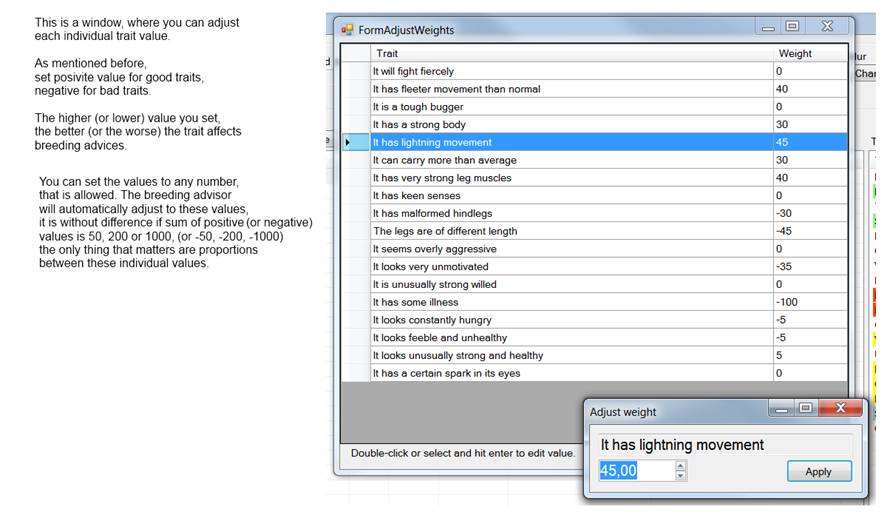 This is a window, where you can adjust
each individual trait value.
As mentioned before,
set posivite value for good traits,
negative for bad traits.
The higher (or lower) value you set,
the better (or the worse) the trait affects
breeding advices.
You can set the values to any number,
that is allowed. The breeding advisor
will automatically adjust to these values,
it is without difference if sum of positive (or negative)
values is 50, 200 or 1000, (or -50, -200, -1000)
the only thing that matters are proportions
between these individual values.
FormAdjustWeights
Trait Weight
It will fight fiercely 0
It has fleeter movement than normal 40
It is a tough bugger 0
It has a strong body 30
It has lightning movement 45
It can carry more than average 30
It has very strong leg muscles 40
It has keen senses 0
It has malformed hindlegs -30
The legs are of different length -45
It seems overly aggressive 0
It looks very unmotivated -35
It is unusually strong willed 0
It has some illness -100
It looks constantly hungry -5
It looks feeble and unhealthy -5
It looks unusually strong and healthy 5
It has a certain spark in its eyes 0
Double-click or select and hit enter to edit value.
Adjust weight
It has lightning movement
45,00
Apply